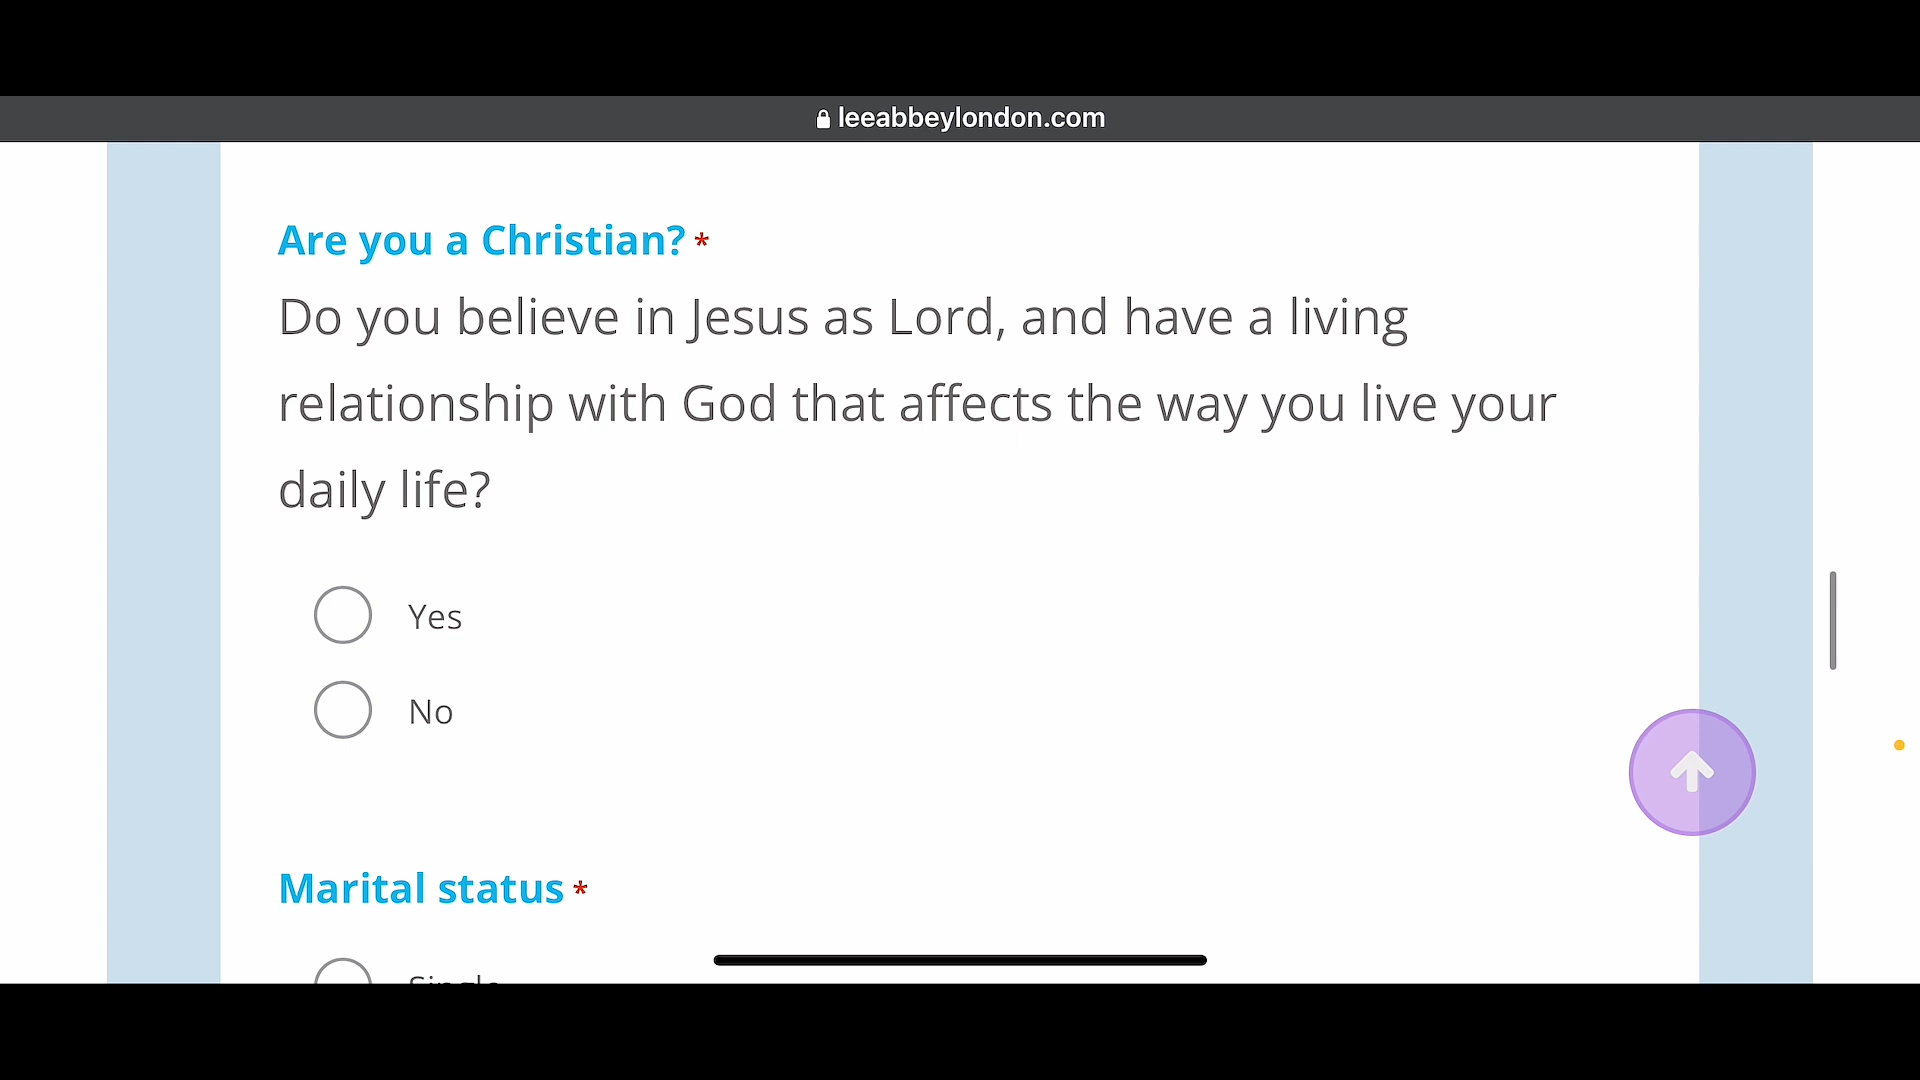 leeabbeylondon.com
Are you a Christian? *
Do you believe in Jesus as Lord, and have a living
relationship with God that affects the way you live your
daily life?
Yes
No
Marital status *
Single